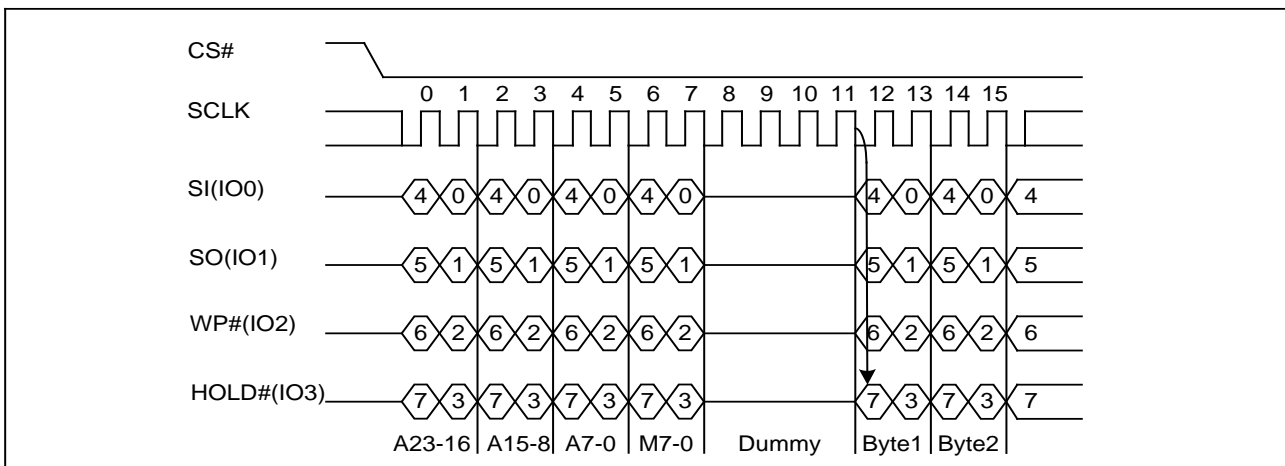 CS#
0 1 2 3 4 5 6 7 8 9 10 11 12 13 14 15
SCLK
SI(IO0) 4 0 4 0 4 0 4 0 4 0 4 0 4
SO(IO1) 5 1 5 1 5 1 5 1 5 1 5 1 5
WP#(IO2) 6 2 6 2 6 2 6 2 6 2 6 2 6
HOLD#(IO3) 7 3 7 3 7 3 7 3 7 3 7 3 7
A23-16 A15-8 A7-0 M7-0 Dummy Byte1 Byte2